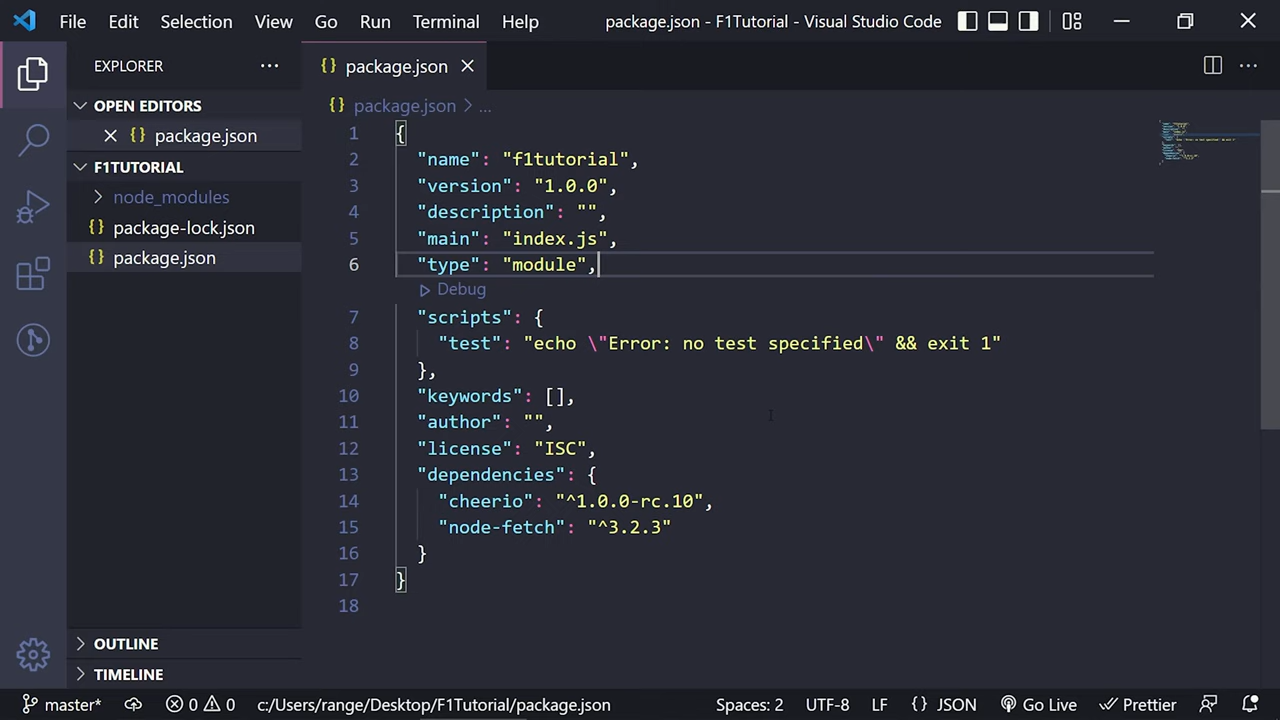 File Edit Selection View Go Run Terminal Help package.json - F1Tutorial - Visual Studio Code
EXPLORER
OPEN EDITORS
package.json
F1TUTORIAL
node_modules
package-lock.json
package.json
OUTLINE
TIMELINE
package.json
package.json > ...
1 {
2 "name": "f1tutorial",
3 "version": "1.0.0",
4 "description": "",
5 "main": "index.js",
6 "type": "module",
Debug
7 "scripts": {
8 "test": "echo \"Error: no test specified\" && exit 1"
9 },
10 "keywords": [],
11 "author": "",
12 "license": "ISC",
13 "dependencies": {
14 "cheerio": "^1.0.0-rc.10",
15 "node-fetch": "^3.2.3"
16 }
17 }
18
master* 0 0 c:/Users/range/Desktop/F1Tutorial/package.json Spaces: 2 UTF-8 LF {} JSON Go Live Prettier